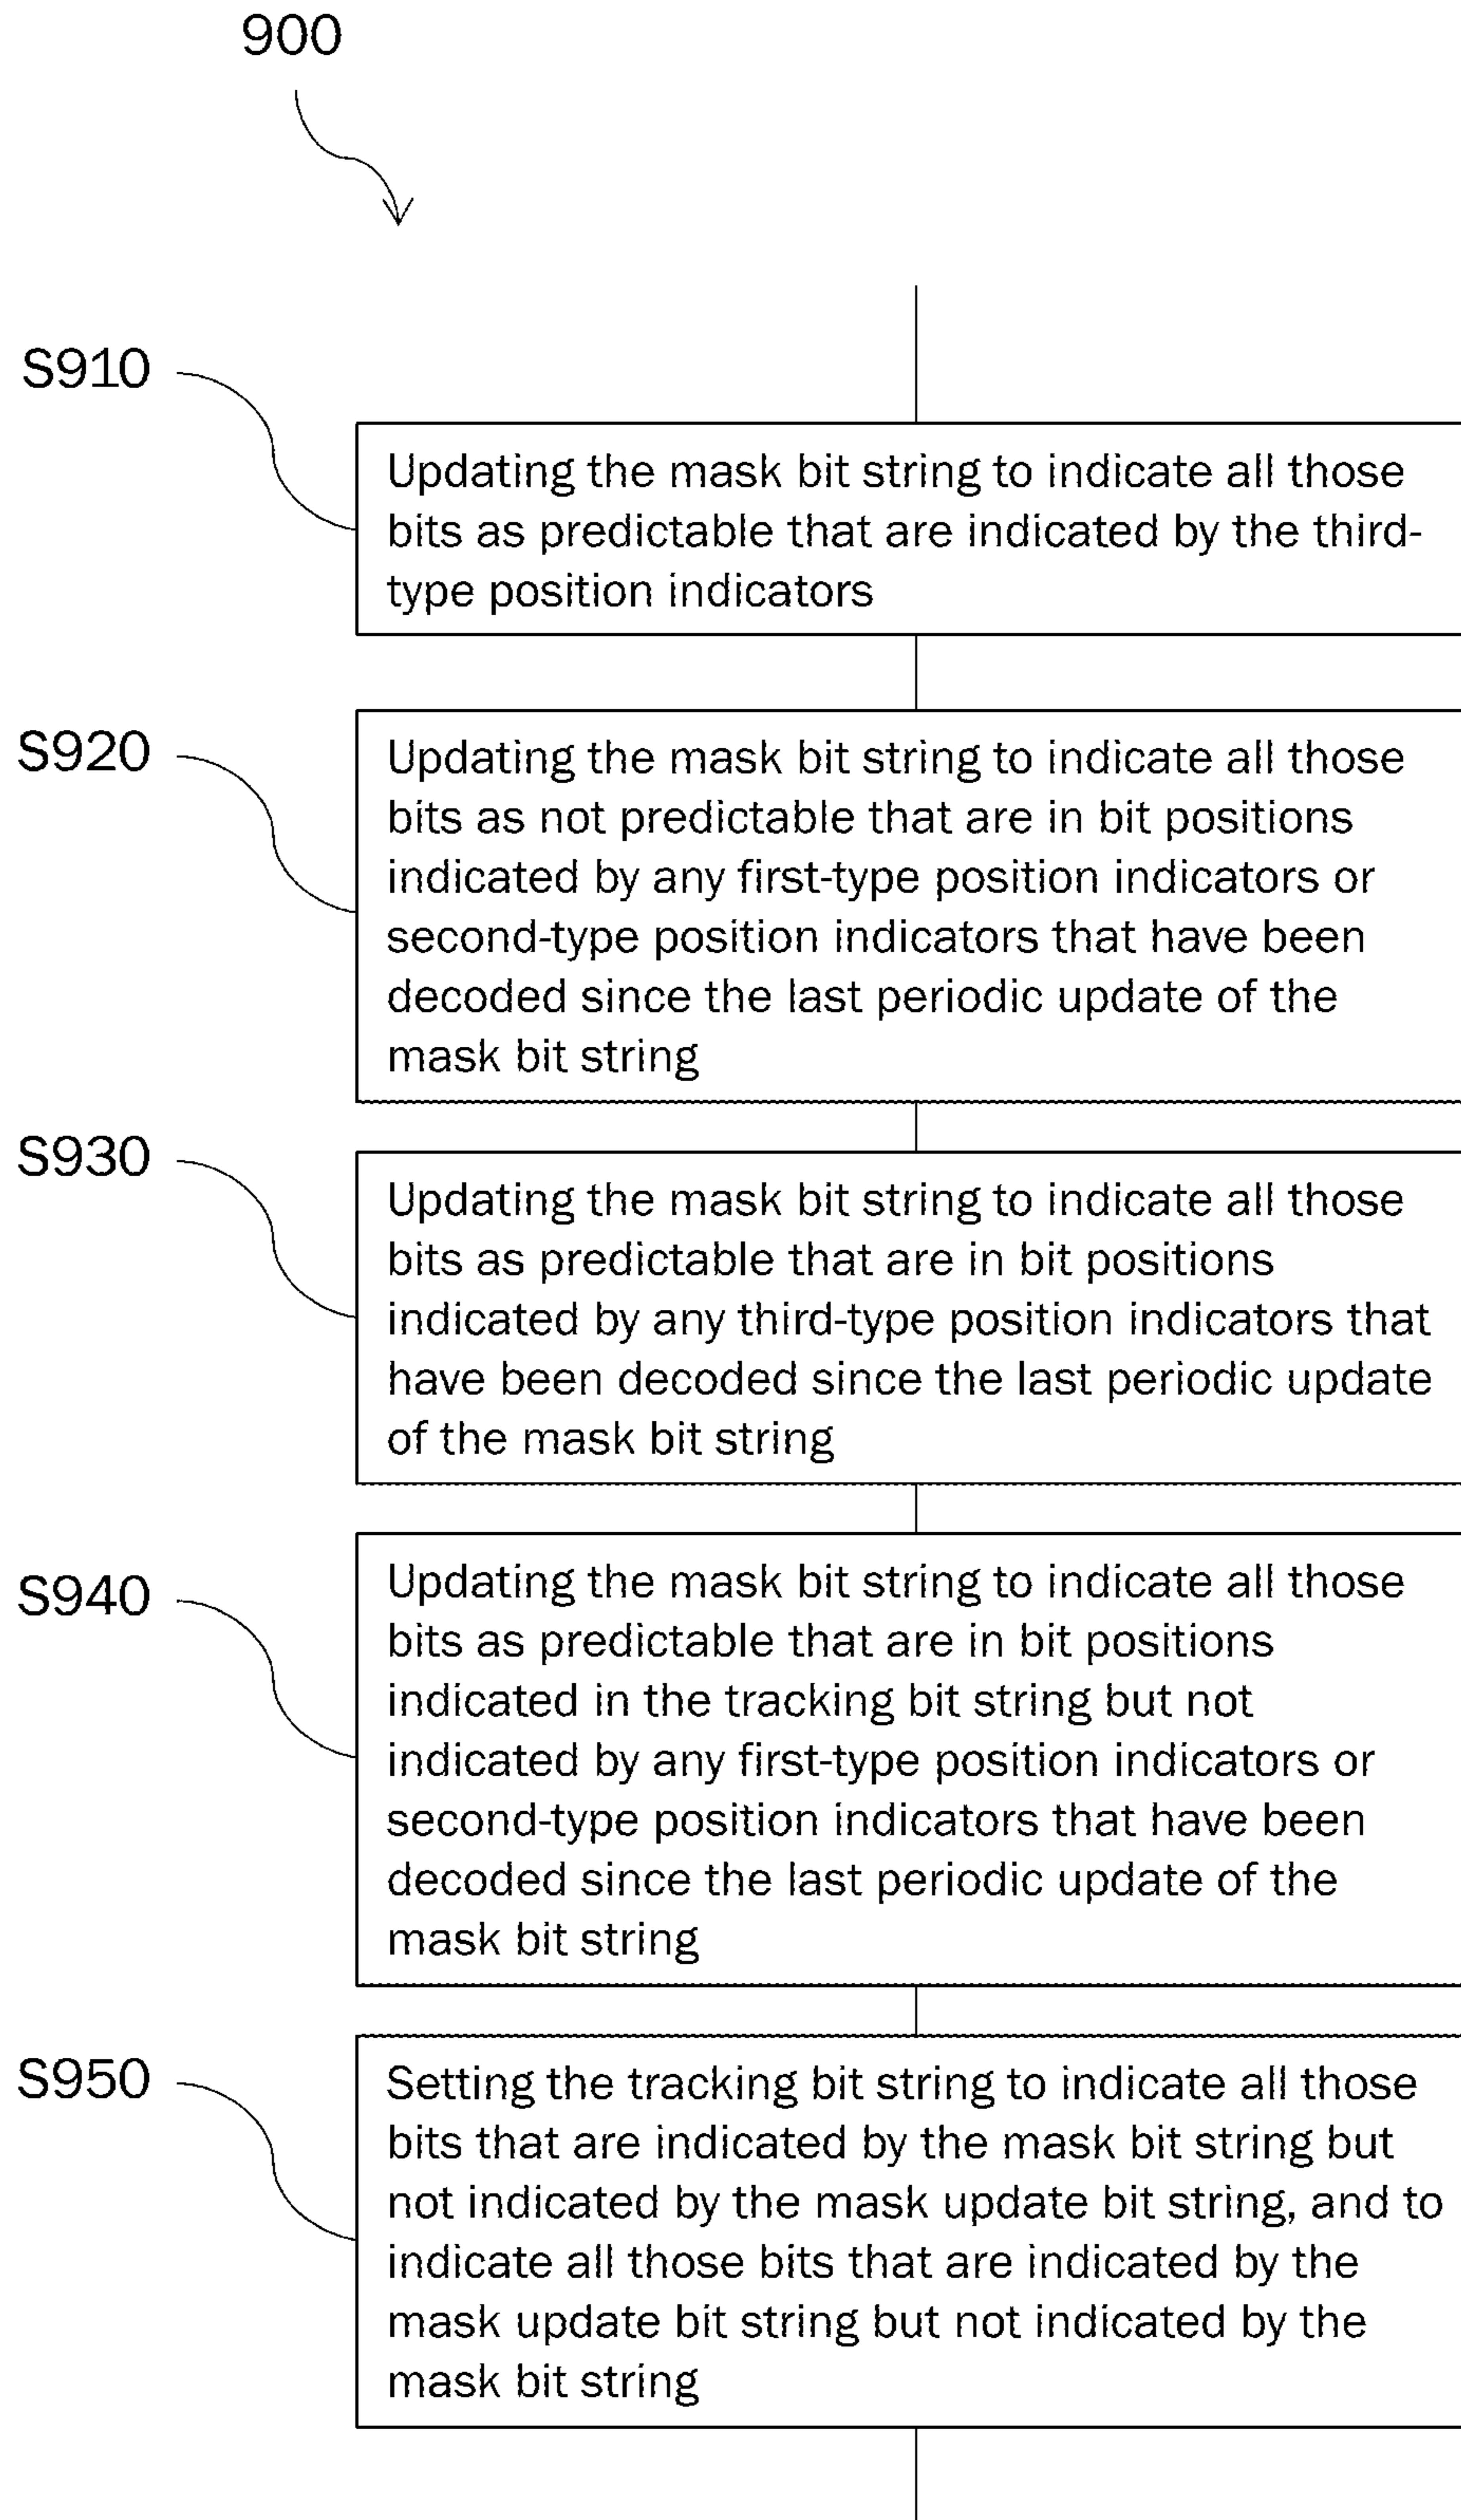 900
S910
Updating the mask bit string to indicate all those
bits as predictable that are indicated by the third-
type position indicators
S920
Updating the mask bit string to indicate all those
bits as not predictable that are in bit positions
indicated by any first-type position indicators or
second-type position indicators that have been
decoded since the last periodic update of the
mask bit string
S930
Updating the mask bit string to indicate all those
bits as predictable that are in bit positions
indicated by any third-type position indicators that
have been decoded since the last periodic update
of the mask bit string
S940
Updating the mask bit string to indicate all those
bits as predictable that are in bit positions
indicated in the tracking bit string but not
indicated by any first-type position indicators or
second-type position indicators that have been
decoded since the last periodic update of the
mask bit string
S950
Setting the tracking bit string to indicate all those
bits that are indicated by the mask bit string but
not indicated by the mask update bit string, and to
indicate all those bits that are indicated by the
mask update bit string but not indicated by the
mask bit string